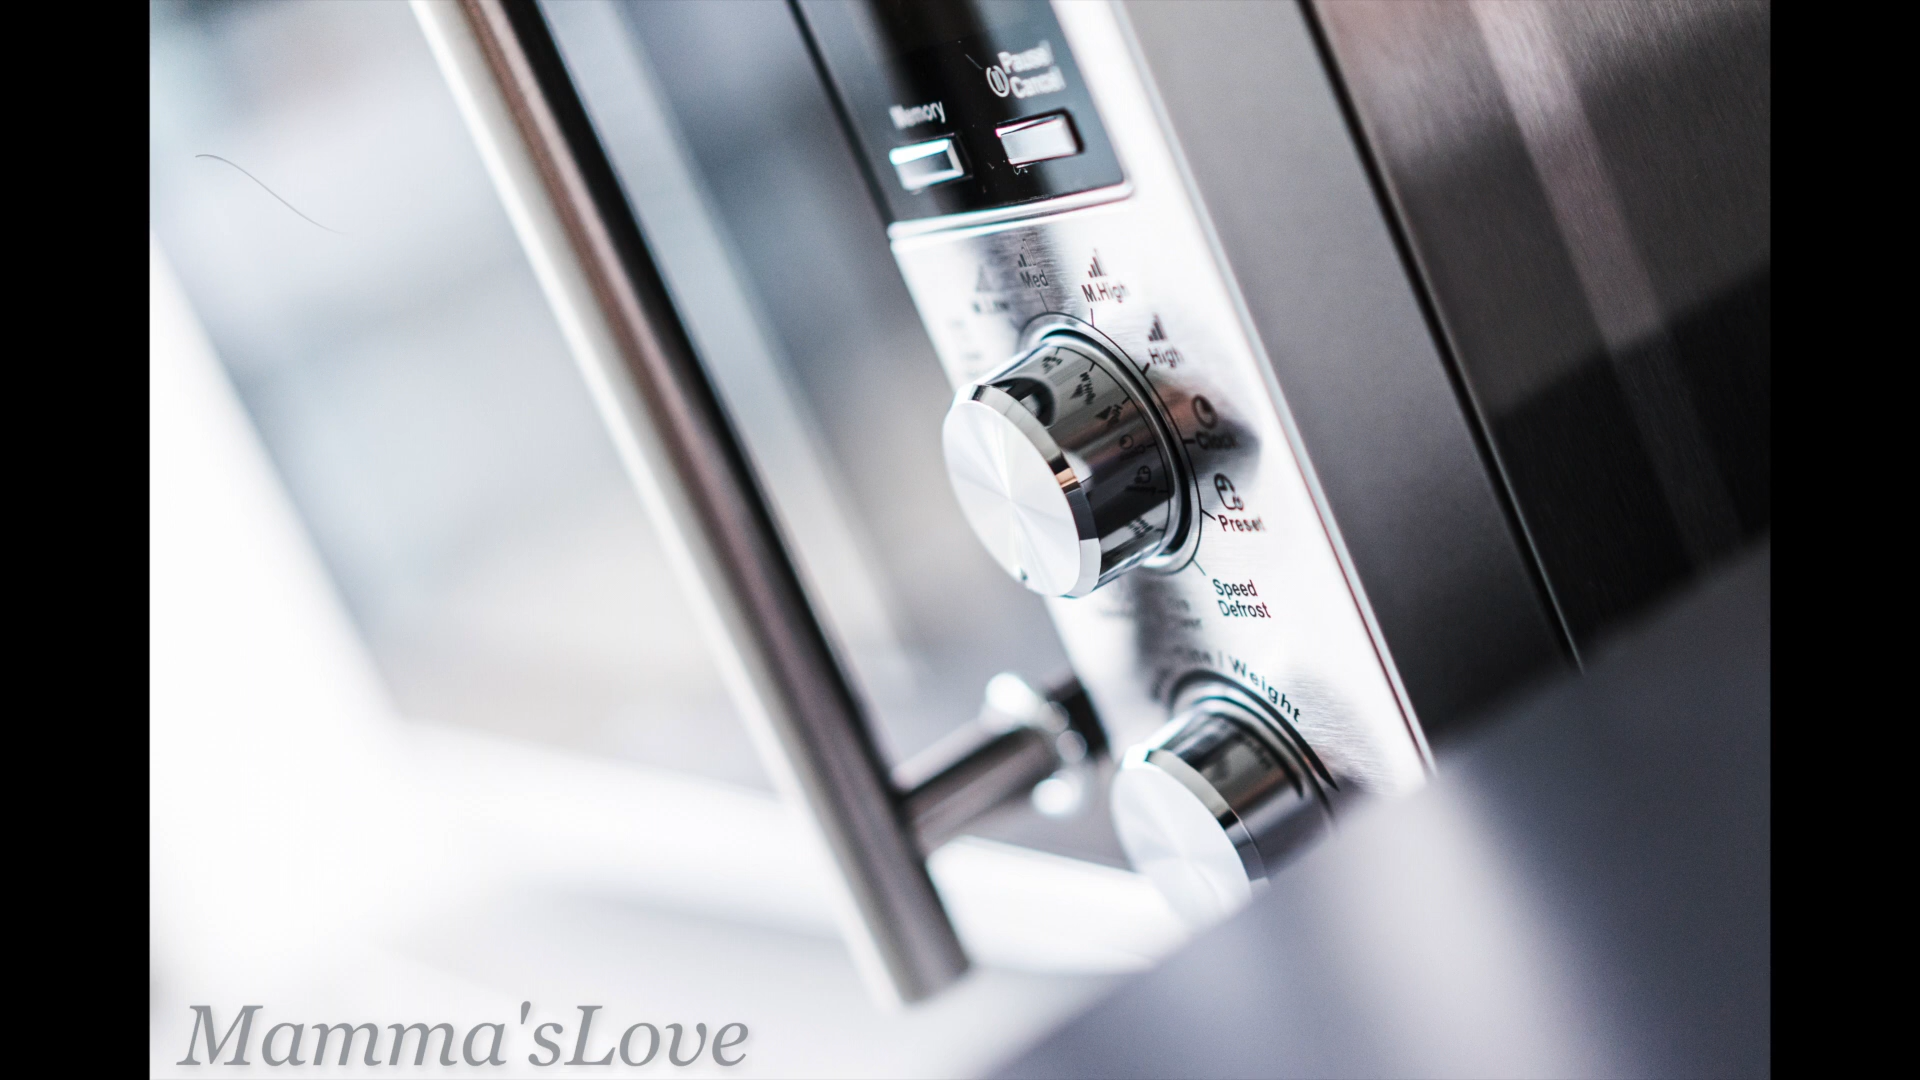 Pause/
Cancel
Memory
Med
M.High
High
Clock
Preset
Speed
Defrost
/ Weight
Mamma'sLove